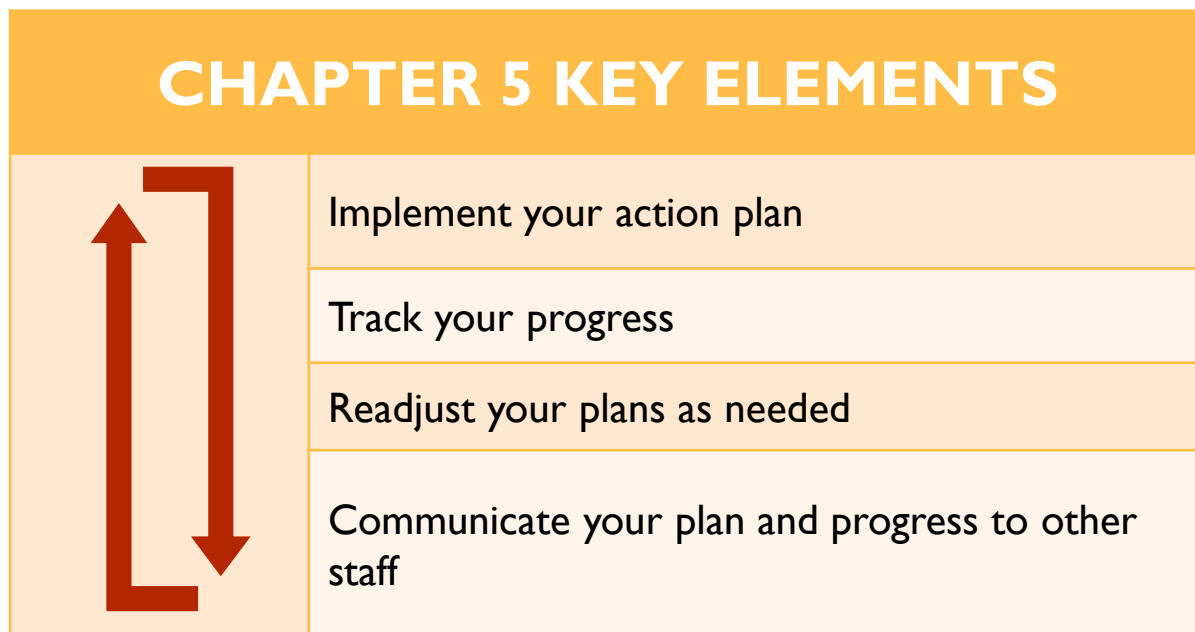 CHAPTER 5 KEY ELEMENTS
Implement your action plan
Track your progress
Readjust your plans as needed
Communicate your plan and progress to other
staff